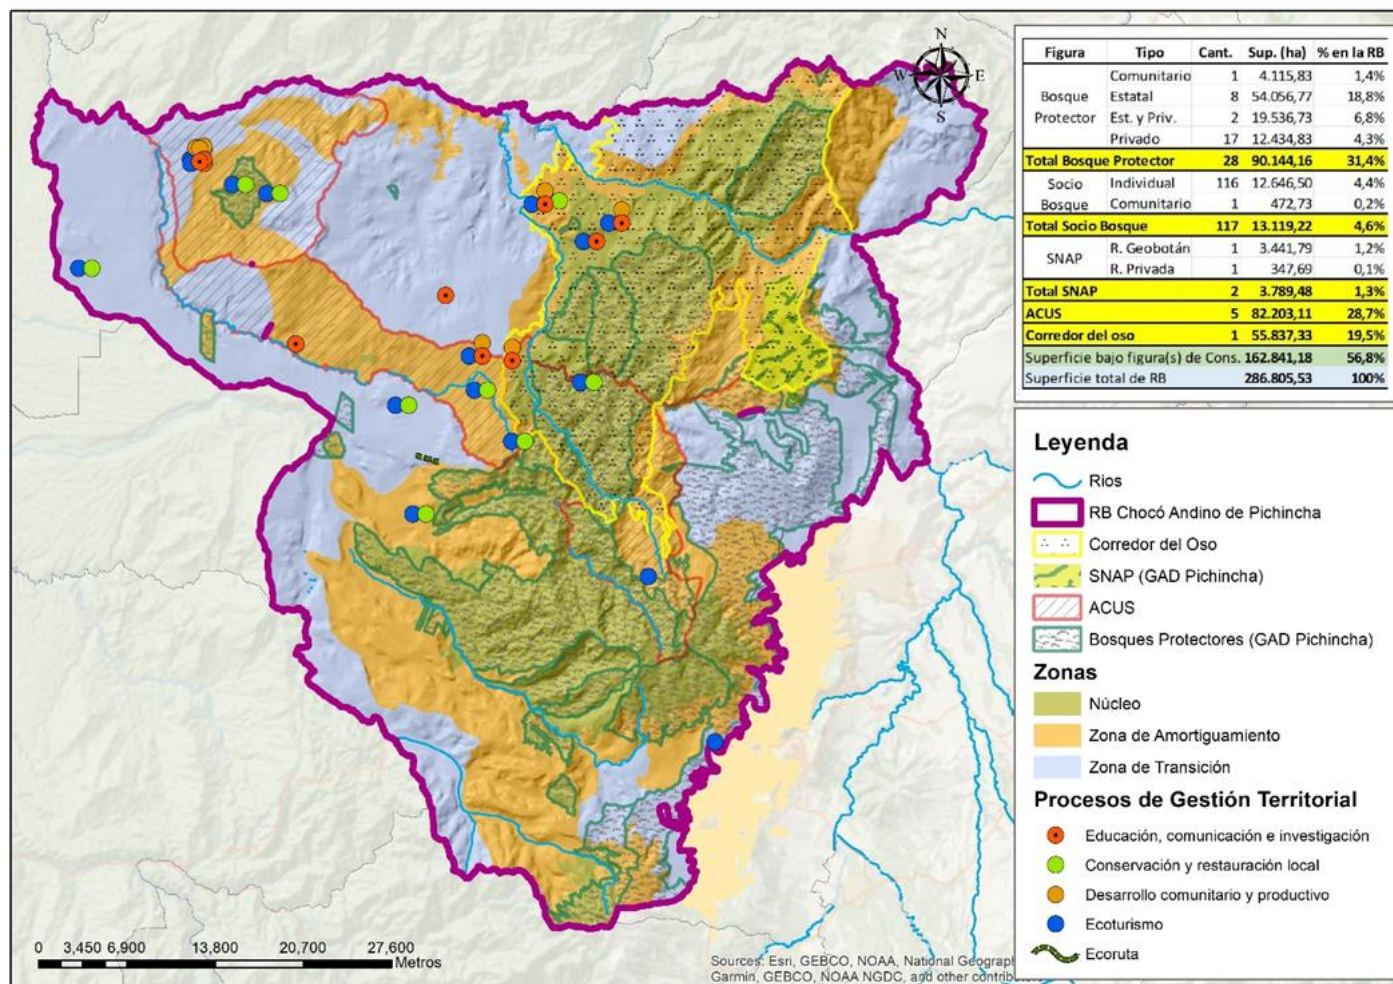 N
W E
S
Figura Tipo Cant. Sup. (ha) % en la RB
Bosque Protector Comunitario 1 4.115,83 1,4%
Estatal 8 54.056,77 18,8%
Est. y Priv. 2 19.536,73 6,8%
Privado 17 12.434,83 4,3%
Total Bosque Protector 28 90.144,16 31,4%
Socio Bosque Individual 116 12.646,50 4,4%
Comunitario 1 472,73 0,2%
Total Socio Bosque 117 13.119,22 4,6%
SNAP R. Geobotán 1 3.441,79 1,2%
R. Privada 1 347,69 0,1%
Total SNAP 2 3.789,48 1,3%
ACUS 5 82.203,11 28,7%
Corredor del oso 1 55.837,33 19,5%
Superficie bajo figura(s) de Cons. 162.841,18 56,8%
Superficie total de RB 286.805,53 100%
Leyenda
Rios
RB Chocó Andino de Pichincha
Corredor del Oso
SNAP (GAD Pichincha)
ACUS
Bosques Protectores (GAD Pichincha)
Zonas
Núcleo
Zona de Amortiguamiento
Zona de Transición
Procesos de Gestión Territorial
Educación, comunicación e investigación
Conservación y restauración local
Desarrollo comunitario y productivo
Ecoturismo
Ecoruta
0 3,450 6,900 13,800 20,700 27,600
Metros
Sources: Esri, GEBCO, NOAA, National Geograph
Garmin, GEBCO, NOAA NGDC, and other contrib